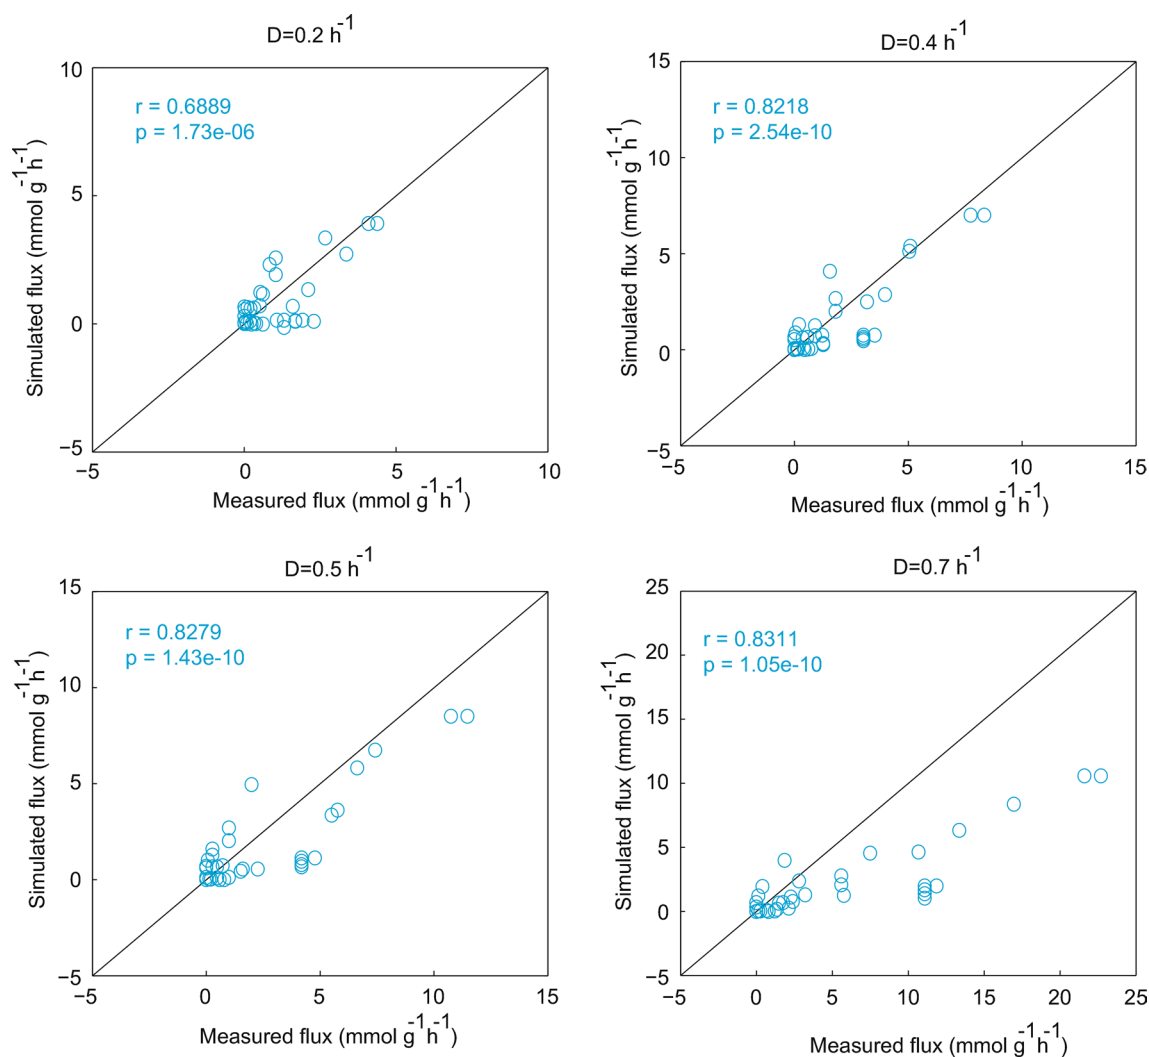 D=0.2 h-1
10
5
0
−5
−5 0 5 10
Simulated flux (mmol g-1h-1)
Measured flux (mmol g-1h-1)
r = 0.6889
p = 1.73e-06
D=0.4 h-1
15
10
5
0
−5
−5 0 5 10 15
Simulated flux (mmol g-1h-1)
Measured flux (mmol g-1h-1)
r = 0.8218
p = 2.54e-10
D=0.5 h-1
15
10
5
0
−5
−5 0 5 10 15
Simulated flux (mmol g-1h-1)
Measured flux (mmol g-1h-1)
r = 0.8279
p = 1.43e-10
D=0.7 h-1
25
20
15
10
5
0
−5
−5 0 5 10 15 20 25
Simulated flux (mmol g-1h-1)
Measured flux (mmol g-1h-1)
r = 0.8311
p = 1.05e-10